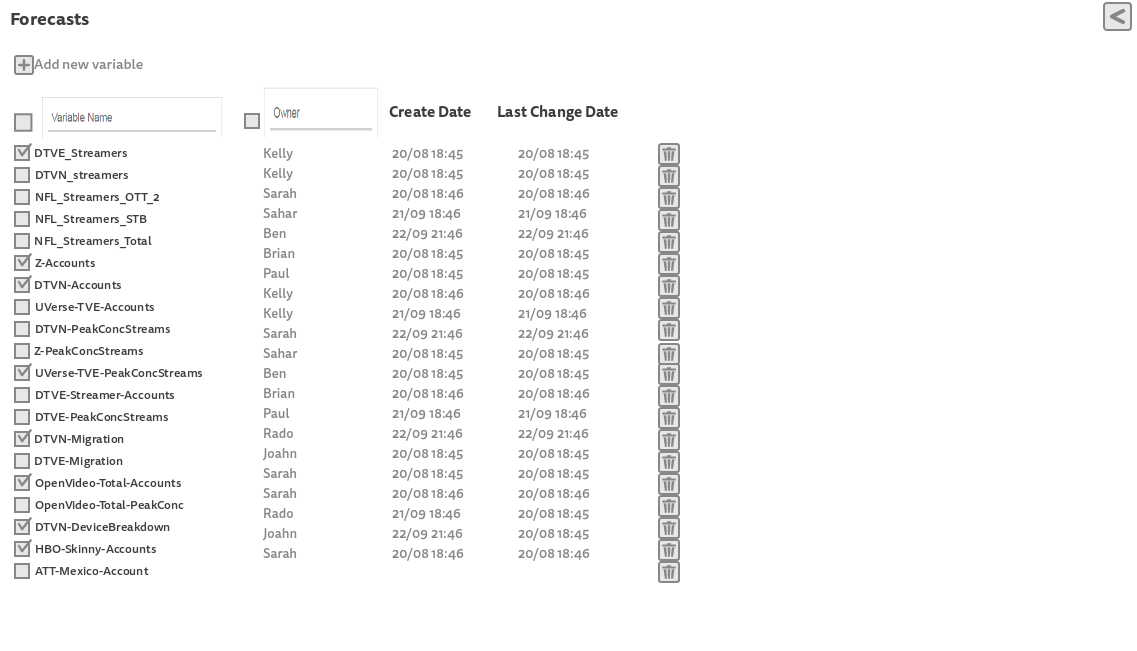 Forecasts
<
Add new variable
Variable Name Owner Create Date Last Change Date
DTVE_Streamers Kelly 20/08 18:45 20/08 18:45
DTVN_streamers Kelly 20/08 18:45 20/08 18:45
NFL_Streamers_OTT_2 Sarah 20/08 18:46 20/08 18:46
NFL_Streamers_STB Sahar 21/09 18:46 21/09 18:46
NFL_Streamers_Total Ben 22/09 21:46 22/09 21:46
Z-Accounts Brian 20/08 18:45 20/08 18:45
DTVN-Accounts Paul 20/08 18:45 20/08 18:45
UVerse-TVE-Accounts Kelly 20/08 18:46 20/08 18:46
DTVN-PeakConcStreams Kelly 21/09 18:46 21/09 18:46
Z-PeakConcStreams Sarah 22/09 21:46 22/09 21:46
UVerse-TVE-PeakConcStreams Sahar 20/08 18:45 20/08 18:45
DTVE-Streamer-Accounts Ben 20/08 18:45 20/08 18:45
DTVE-PeakConcStreams Brian 20/08 18:46 20/08 18:46
DTVN-Migration Paul 21/09 18:46 21/09 18:46
DTVE-Migration Rado 22/09 21:46 22/09 21:46
OpenVideo-Total-Accounts Joahn 20/08 18:45 20/08 18:45
OpenVideo-Total-PeakConc Sarah 20/08 18:45 20/08 18:45
DTVN-DeviceBreakdown Sarah 20/08 18:46 20/08 18:46
HBO-Skinny-Accounts Rado 21/09 18:46 20/08 18:45
ATT-Mexico-Account Joahn 22/09 21:46 20/08 18:45
Sarah 20/08 18:46 20/08 18:46